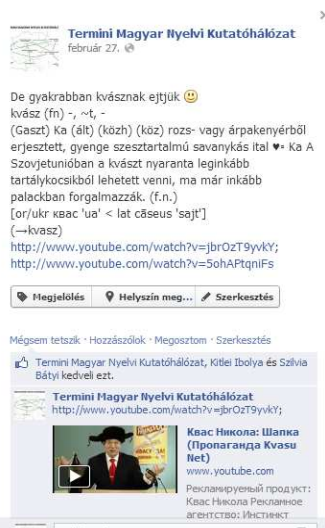 Termini Magyar Nyelvi Kutatóhálózat
február 27.
De gyakrabban kvásznak ejtjük
kvász (fn) -, ~t, -
(Gaszt) Ka (ált) (közh) (köz) rozs- vagy árpakenyérből
erjesztett, gyenge szesztartalmú savanykás ital ♥▫ Ka A
Szovjetunióban a kvászt nyaranta leginkább
tartálykocsikból lehetett venni, ma már inkább
palackban forgalmazzák. (f.n.)
[or/ukr квас 'ua' < lat cāseus 'sajt']
(→kvasz)
http://www.youtube.com/watch?v=jbrOzT9yvkY;
http://www.youtube.com/watch?v=5ohAPtqniFs
Megjelölés Helyszín meg... Szerkesztés
Mégsem tetszik · Hozzászólok · Megosztom · Szerkesztés
Termini Magyar Nyelvi Kutatóhálózat, Kitlei Ibolya és Szilvia
Bátyi kedveli ezt.
Termini Magyar Nyelvi Kutatóhálózat
http://www.youtube.com/watch?v=jbrOzT9yvkY;
Квас Никола: Шапка
(Пропаганда Kvasu
Net)
www.youtube.com
Рекламируемый продукт:
Квас Никола Рекламное
агентство: Инстинкт